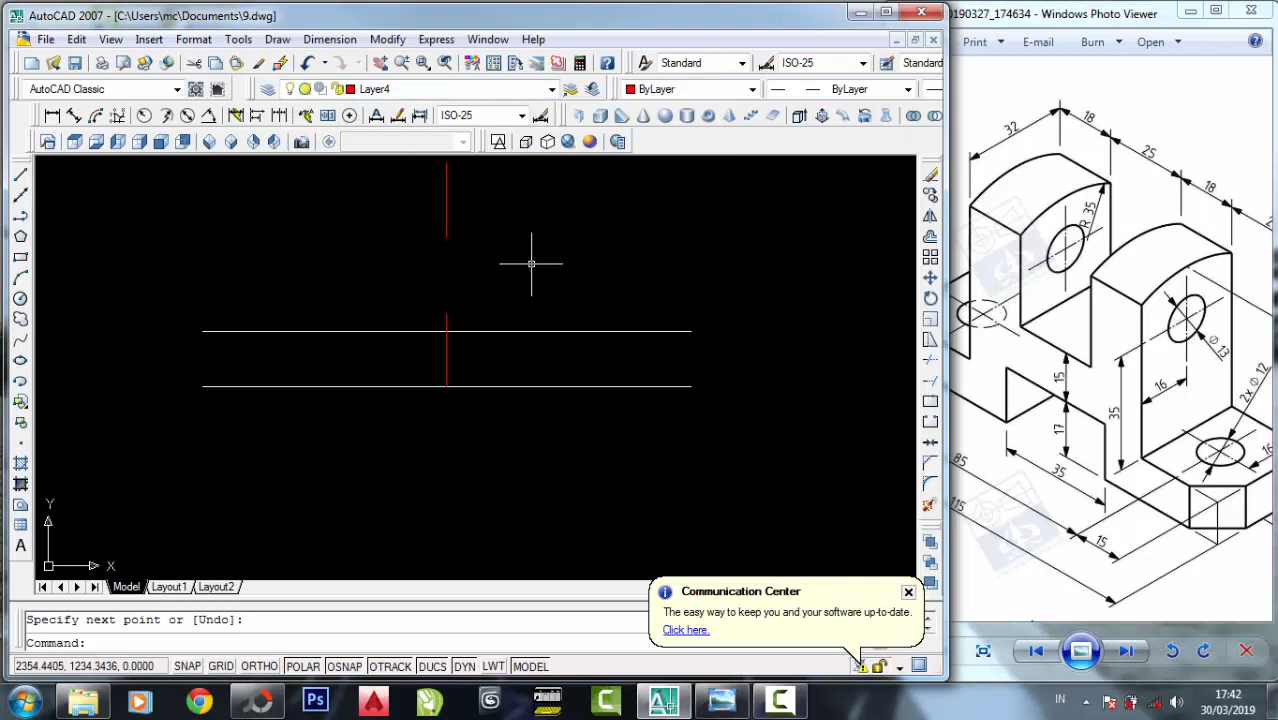 AutoCAD 2007 - [C:\Users\mc\Documents\9.dwg]
File Edit View Insert Format Tools Draw Dimension Modify Express Window Help
Standard ISO-25 Standard
AutoCAD Classic Layer4 ByLayer ByLayer
ISO-25
Y
X
Model Layout1 Layout2
Specify next point or [Undo]:
Command:
Communication Center
The easy way to keep you and your software up-to-date.
Click here.
2354.4405, 1234.3436, 0.0000 SNAP GRID ORTHO POLAR OSNAP OTRACK DUCS DYN LWT MODEL
0190327_174634 - Windows Photo Viewer
Print E-mail Burn Open
32
18
25
18
R 35
Ø 13
15
16
2x Ø 12
35
17
16
35
85
115
15
Ps
IN
17:42
30/03/2019